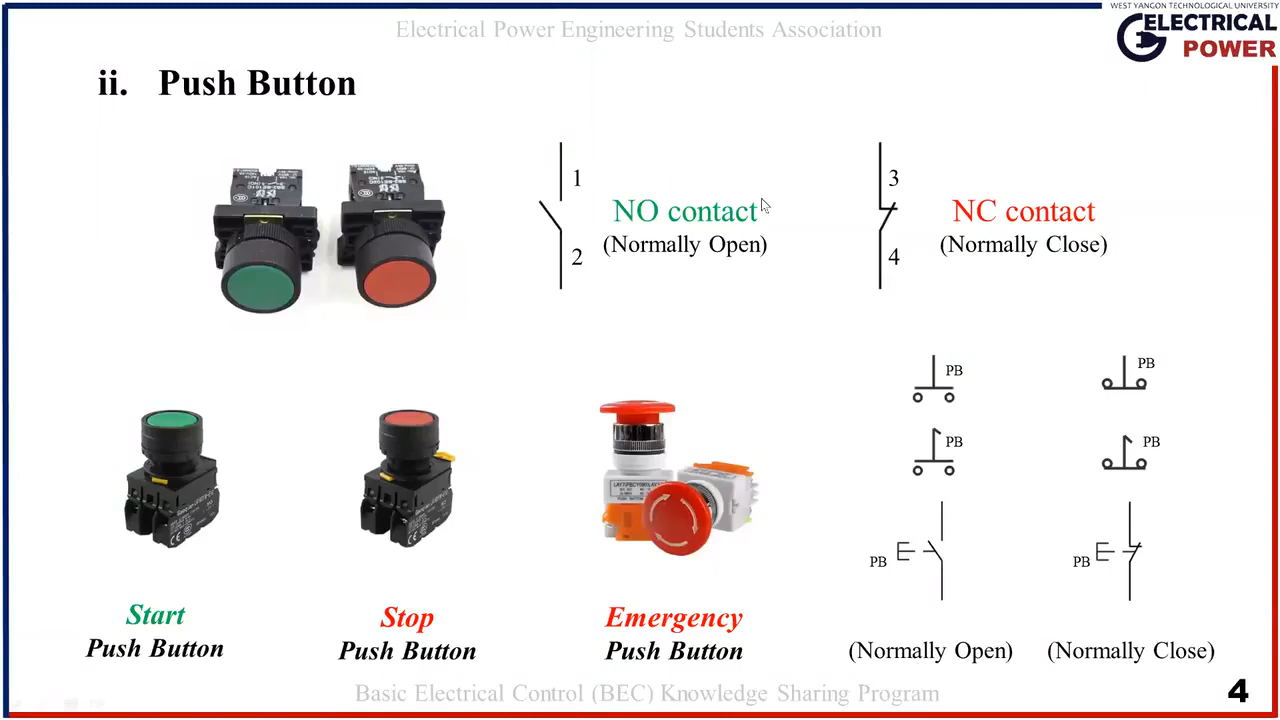 WEST YANGON TECHNOLOGICAL UNIVERSITY
ELECTRICAL
POWER
Electrical Power Engineering Students Association
ii. Push Button
1
NO contact
(Normally Open)
2
3
NC contact
(Normally Close)
4
PB
PB
PB
PB
PB
PB
Start
Push Button
Stop
Push Button
Emergency
Push Button
(Normally Open)
(Normally Close)
Basic Electrical Control (BEC) Knowledge Sharing Program
4